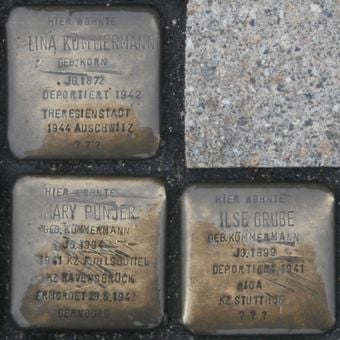 HIER WOHNTE
LINA KÜMMERMANN
GEB. KORN
JG. 1872
DEPORTIERT 1942
THERESIENSTADT
1944 AUSCHWITZ
? ? ?
HIER WOHNTE
MARY PÜNJER
GEB. KÜMMERMANN
JG. 1904
1941 KZ FUHLSBÜTTEL
KZ RAVENSBRÜCK
ERMORDET 28.5.1942
BERNBURG
HIER WOHNTE
ILSE GRUBE
GEB. KÜMMERMANN
JG. 1899
DEPORTIERT 1941
RIGA
KZ STUTTHOF
? ? ?